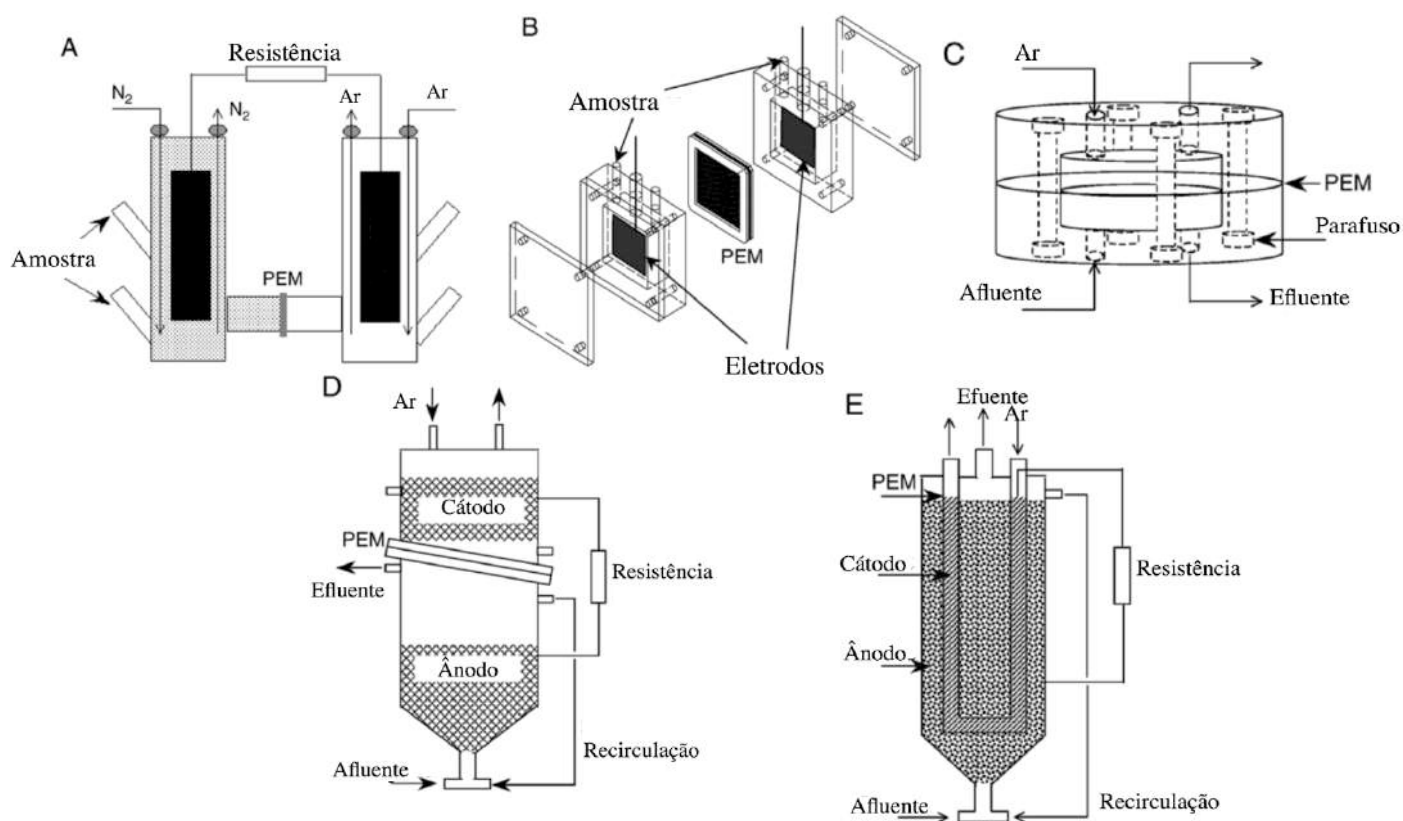 A
Resistência
N₂
N₂
Ar
Ar
Amostra
PEM
B
Amostra
PEM
Eletrodos
C
Ar
PEM
Parafuso
Afluente
Efluente
D
Ar
Cátodo
PEM
Efluente
Resistência
Ânodo
Recirculação
Afluente
E
Efuente
Ar
PEM
Cátodo
Resistência
Ânodo
Afluente
Recirculação